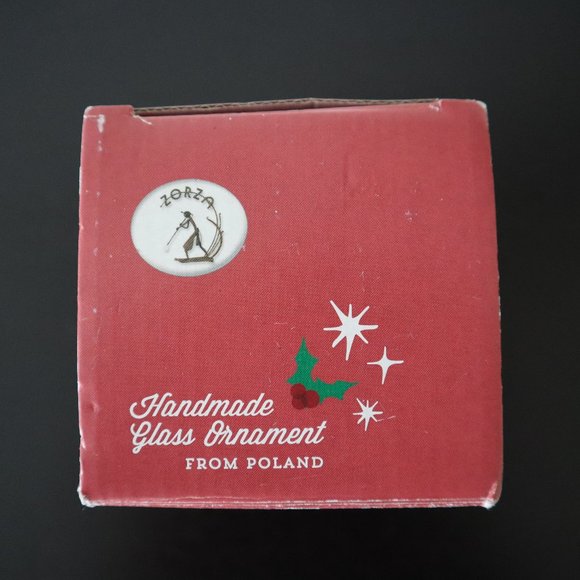 ZORZA
Handmade
Glass Ornament
FROM POLAND